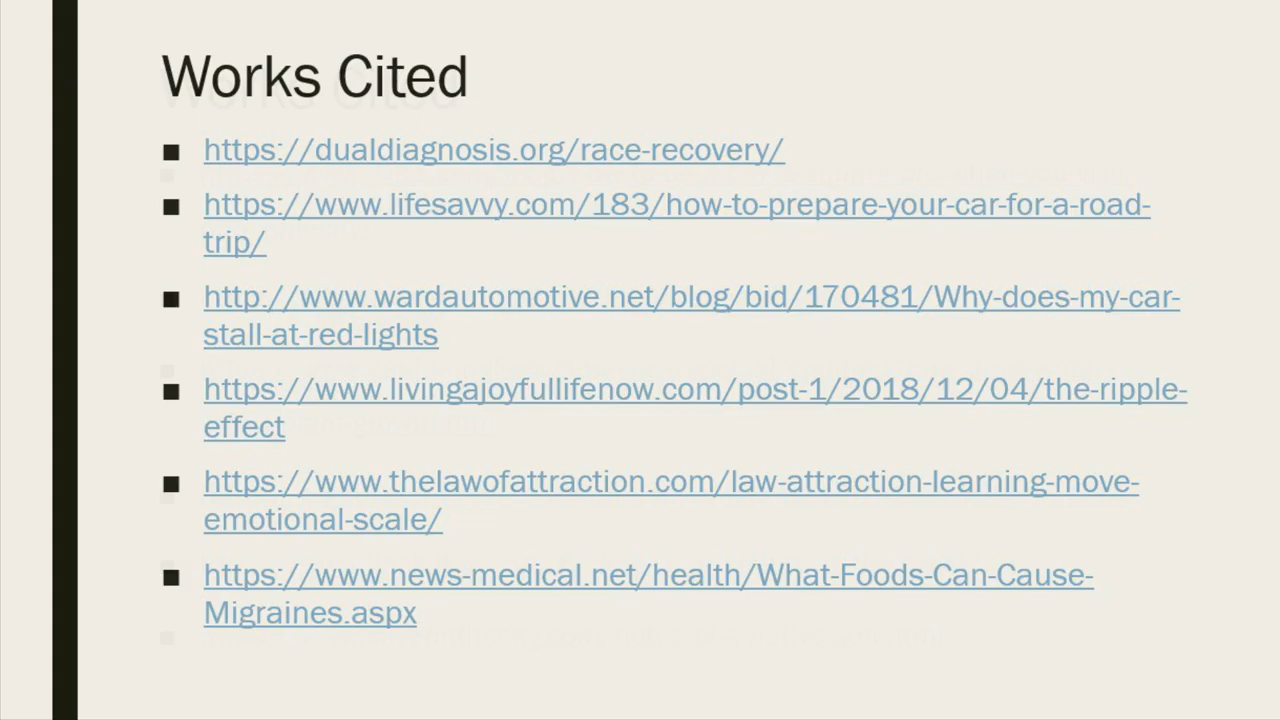 Works Cited
https://dualdiagnosis.org/race-recovery/
https://www.lifesavvy.com/183/how-to-prepare-your-car-for-a-road-
trip/
http://www.wardautomotive.net/blog/bid/170481/Why-does-my-car-
stall-at-red-lights
https://www.livingajoyfullifenow.com/post-1/2018/12/04/the-ripple-
effect
https://www.thelawofattraction.com/law-attraction-learning-move-
emotional-scale/
https://www.news-medical.net/health/What-Foods-Can-Cause-
Migraines.aspx